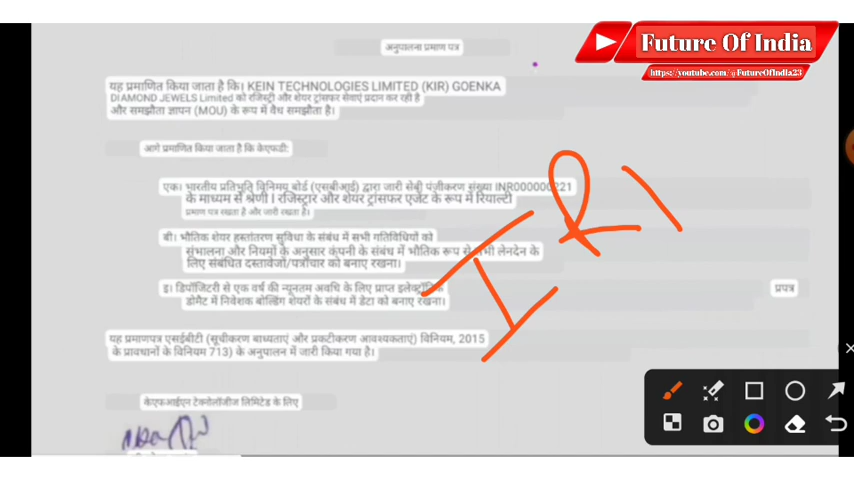 Future Of India
https://youtube.com/@FutureOfIndia23
अनुपालना प्रमाण पत्र
यह प्रमाणित किया जाता है कि। KEIN TECHNOLOGIES LIMITED (KIR) GOENKA
DIAMOND JEWELS Limited को रजिस्ट्री और शेयर ट्रांसफर सेवाएं प्रदान कर रही है
और समझौता ज्ञापन (MOU) के रूप में वैध समझौता है।
आगे प्रमाणित किया जाता है कि केएफडी:
एक। भारतीय प्रतिभूति विनिमय बोर्ड (एसबीआई) द्वारा जारी सेबी पंजीकरण संख्या INR000000221
के माध्यम से श्रेणी I रजिस्ट्रार और शेयर ट्रांसफर एजेंट के रूप में रियाल्टी
प्रमाण पत्र रखता है और जारी रखता है।
बी। भौतिक शेयर हस्तांतरण सुविधा के संबंध में सभी गतिविधियों को
संभालना और नियमों के अनुसार कंपनी के संबंध में भौतिक रूप से सभी लेनदेन के
लिए संबंधित दस्तावेजों/पत्राचार को बनाए रखना।
इ। डिपॉजिटरी से एक वर्ष की न्यूनतम अवधि के लिए प्राप्त इलेक्ट्रॉनिक
प्रपत्र
डोमैट में निवेशक बोल्डिंग शेयरों के संबंध में डेटा को बनाए रखना।
यह प्रमाणपत्र एसईबीटी (सूचीकरण बाध्यताएं और प्रकटीकरण आवश्यकताएं) विनियम, 2015
के प्रावधानों के विनियम 713) के अनुपालन में जारी किया गया है।
केएफआईएन टेक्नोलॉजीज लिमिटेड के लिए